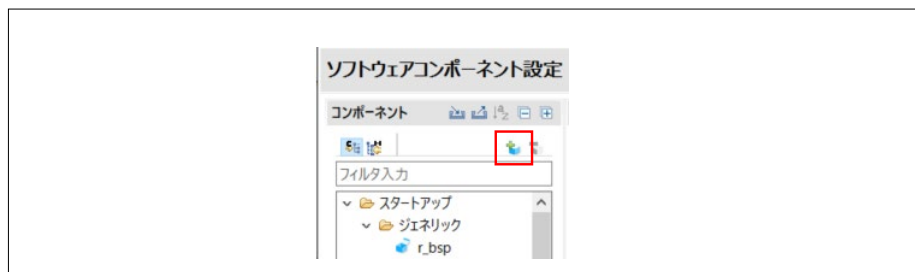 ソフトウェアコンポーネント設定
コンポーネント
フィルタ入力
スタートアップ
ジェネリック
r_bsp